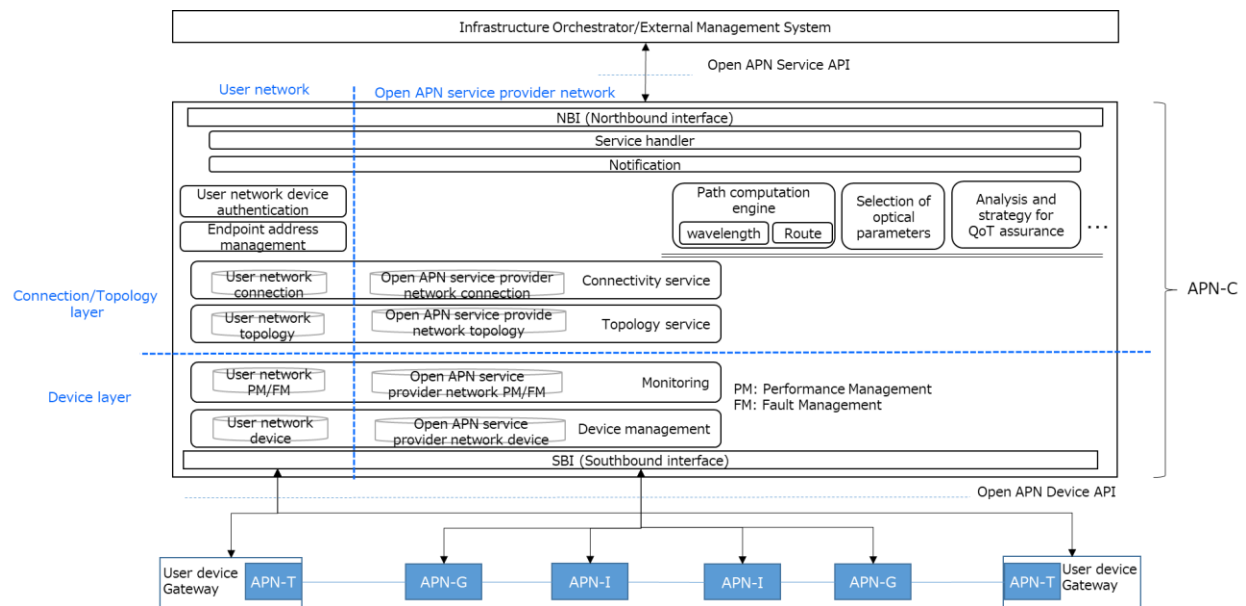 Infrastructure Orchestrator/External Management System
Open APN Service API
User network
Open APN service provider network
NBI (Northbound interface)
Service handler
Notification
User network device
authentication
Endpoint address
management
Path computation
engine
wavelength
Route
Selection of
optical
parameters
Analysis and
strategy for
QoT assurance
...
Connection/Topology
layer
User network
connection
Open APN service provider
network connection
Connectivity service
User network
topology
Open APN service provide
network topology
Topology service
APN-C
Device layer
User network
PM/FM
Open APN service
provider network PM/FM
Monitoring
PM: Performance Management
FM: Fault Management
User network
device
Open APN service
provider network device
Device management
SBI (Southbound interface)
Open APN Device API
User device
Gateway
APN-T
APN-G
APN-I
APN-I
APN-G
APN-T
User device
Gateway